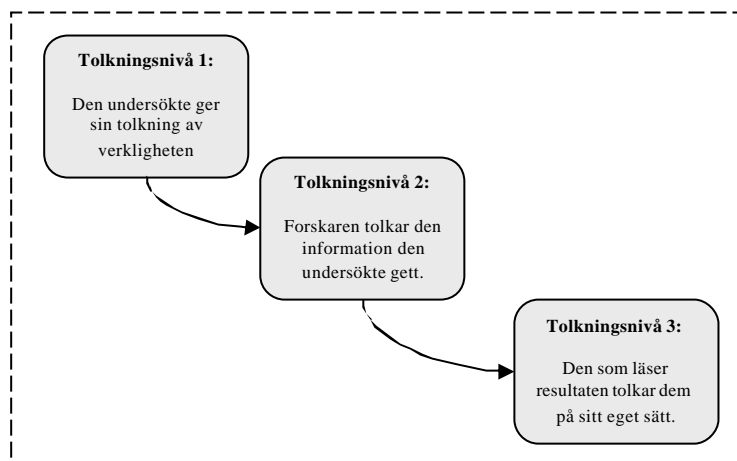 Tolkningsnivå 1:
Den undersökte ger
sin tolkning av
verkligheten
Tolkningsnivå 2:
Forskaren tolkar den
information den
undersökte gett.
Tolkningsnivå 3:
Den som läser
resultaten tolkar dem
på sitt eget sätt.